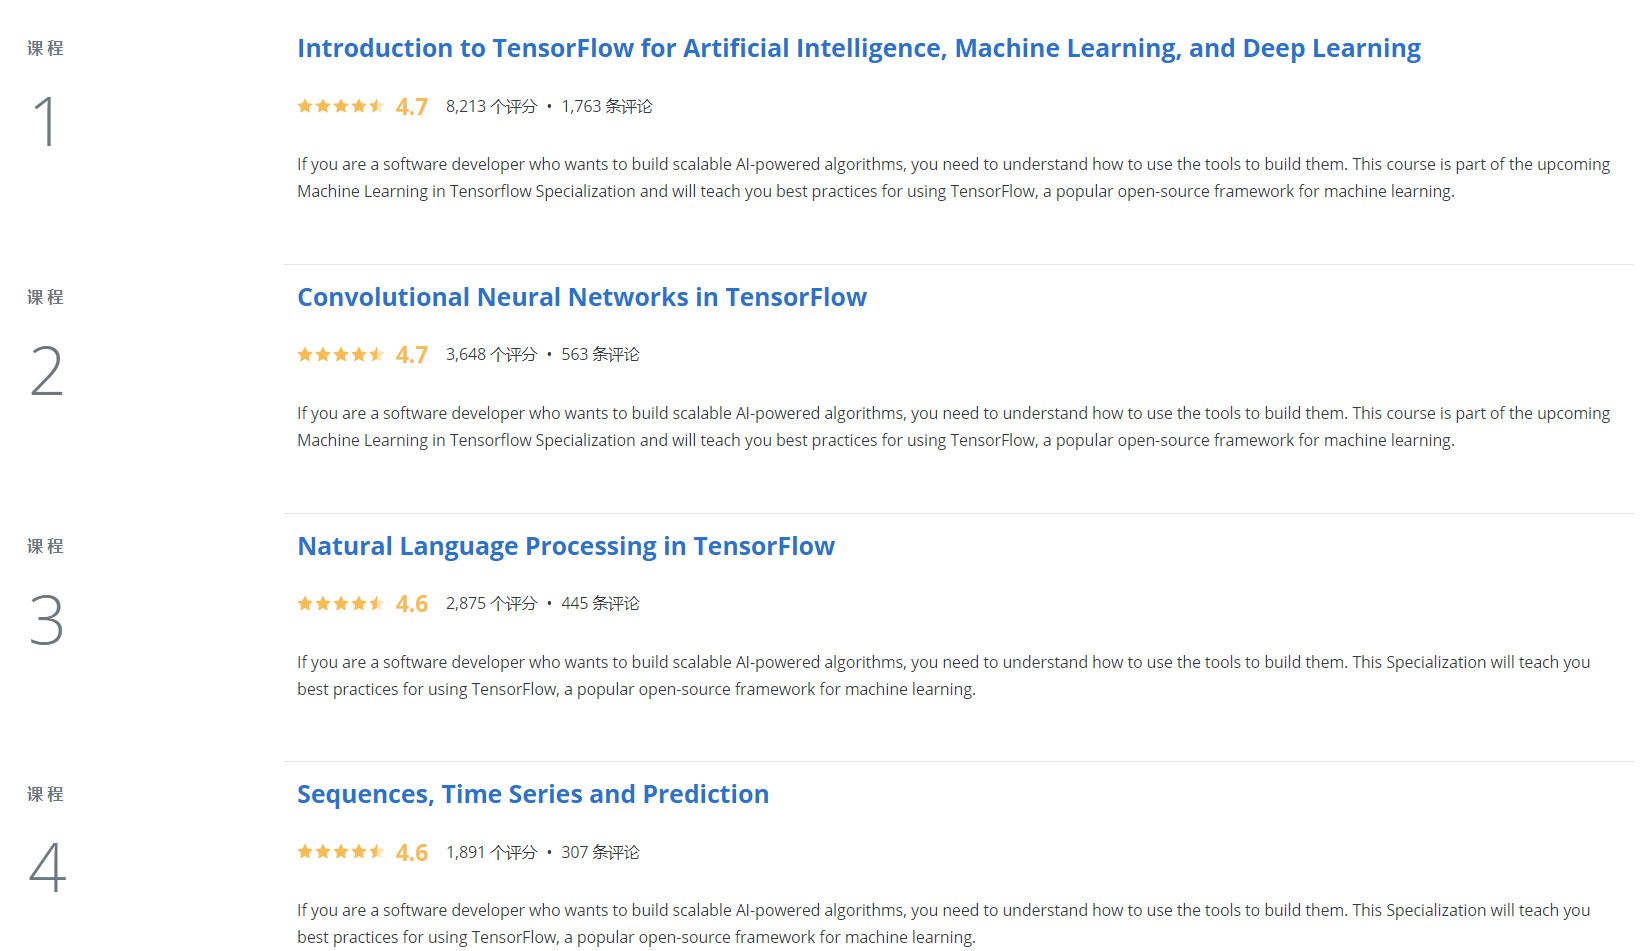 课程
1
Introduction to TensorFlow for Artificial Intelligence, Machine Learning, and Deep Learning
4.7 8,213 个评分 • 1,763 条评论
If you are a software developer who wants to build scalable AI-powered algorithms, you need to understand how to use the tools to build them. This course is part of the upcoming
Machine Learning in Tensorflow Specialization and will teach you best practices for using TensorFlow, a popular open-source framework for machine learning.
课程
2
Convolutional Neural Networks in TensorFlow
4.7 3,648 个评分 • 563 条评论
If you are a software developer who wants to build scalable AI-powered algorithms, you need to understand how to use the tools to build them. This course is part of the upcoming
Machine Learning in Tensorflow Specialization and will teach you best practices for using TensorFlow, a popular open-source framework for machine learning.
课程
3
Natural Language Processing in TensorFlow
4.6 2,875 个评分 • 445 条评论
If you are a software developer who wants to build scalable AI-powered algorithms, you need to understand how to use the tools to build them. This Specialization will teach you
best practices for using TensorFlow, a popular open-source framework for machine learning.
课程
4
Sequences, Time Series and Prediction
4.6 1,891 个评分 • 307 条评论
If you are a software developer who wants to build scalable AI-powered algorithms, you need to understand how to use the tools to build them. This Specialization will teach you
best practices for using TensorFlow, a popular open-source framework for machine learning.